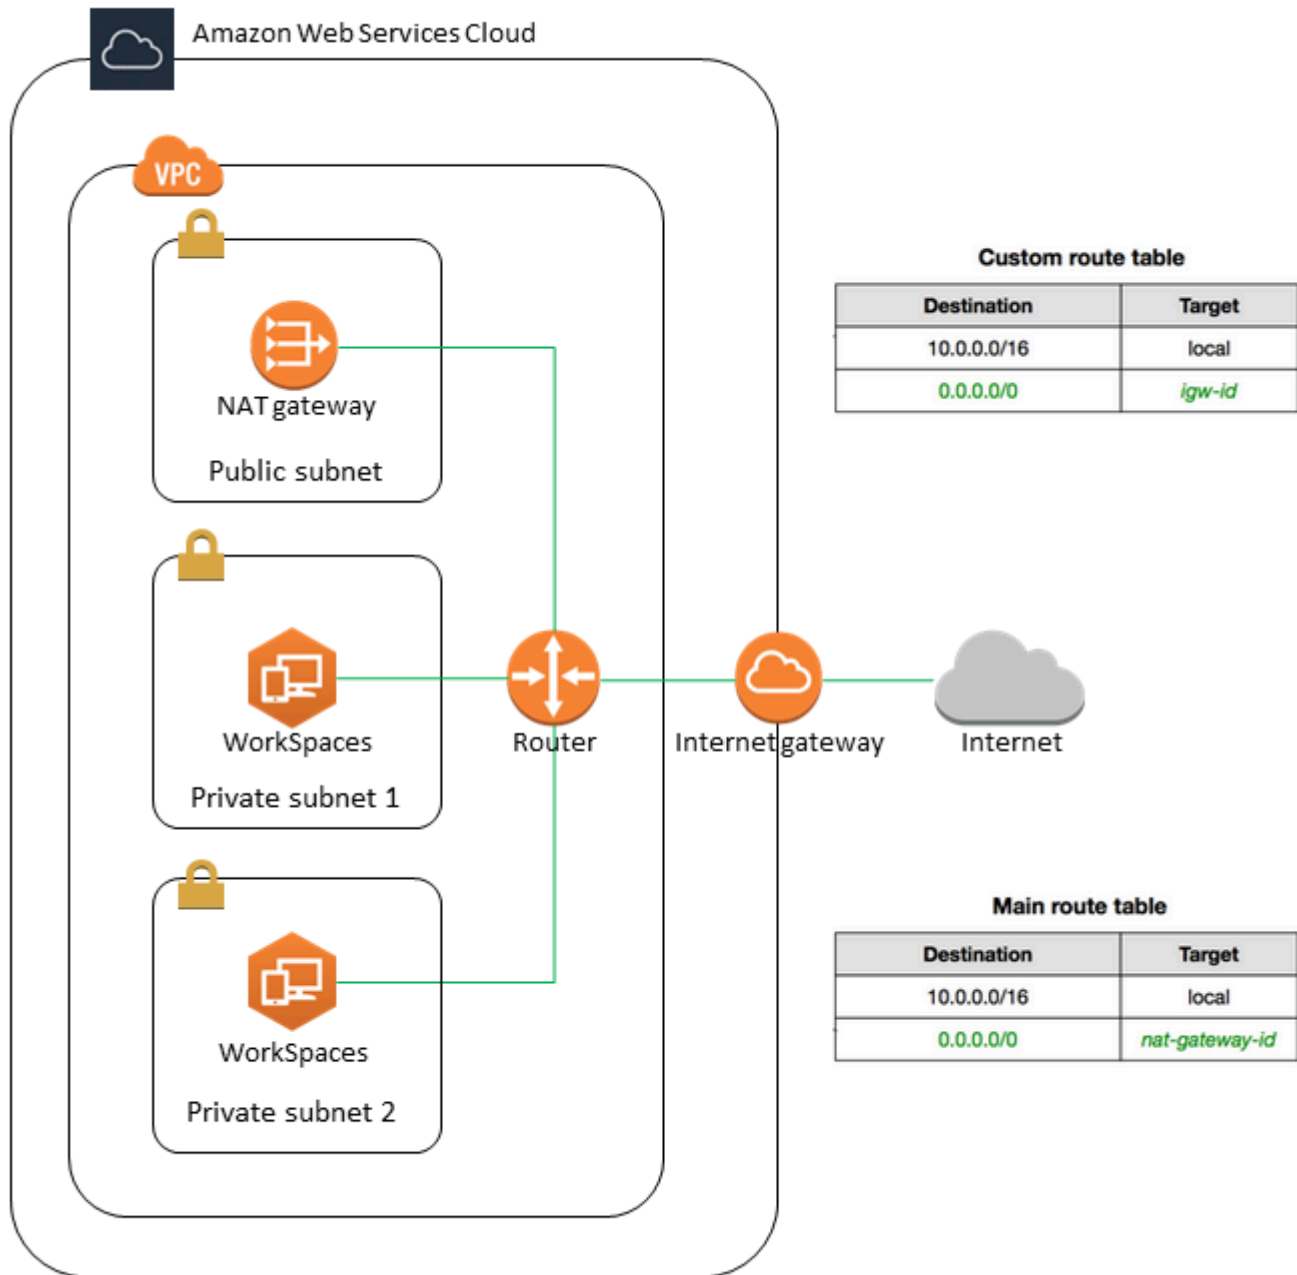 Amazon Web Services Cloud
VPC
NAT gateway
Public subnet
WorkSpaces
Private subnet 1
WorkSpaces
Private subnet 2
Router
Internet gateway
Internet
Custom route table
Destination Target
10.0.0.0/16 local
0.0.0.0/0 igw-id
Main route table
Destination Target
10.0.0.0/16 local
0.0.0.0/0 nat-gateway-id